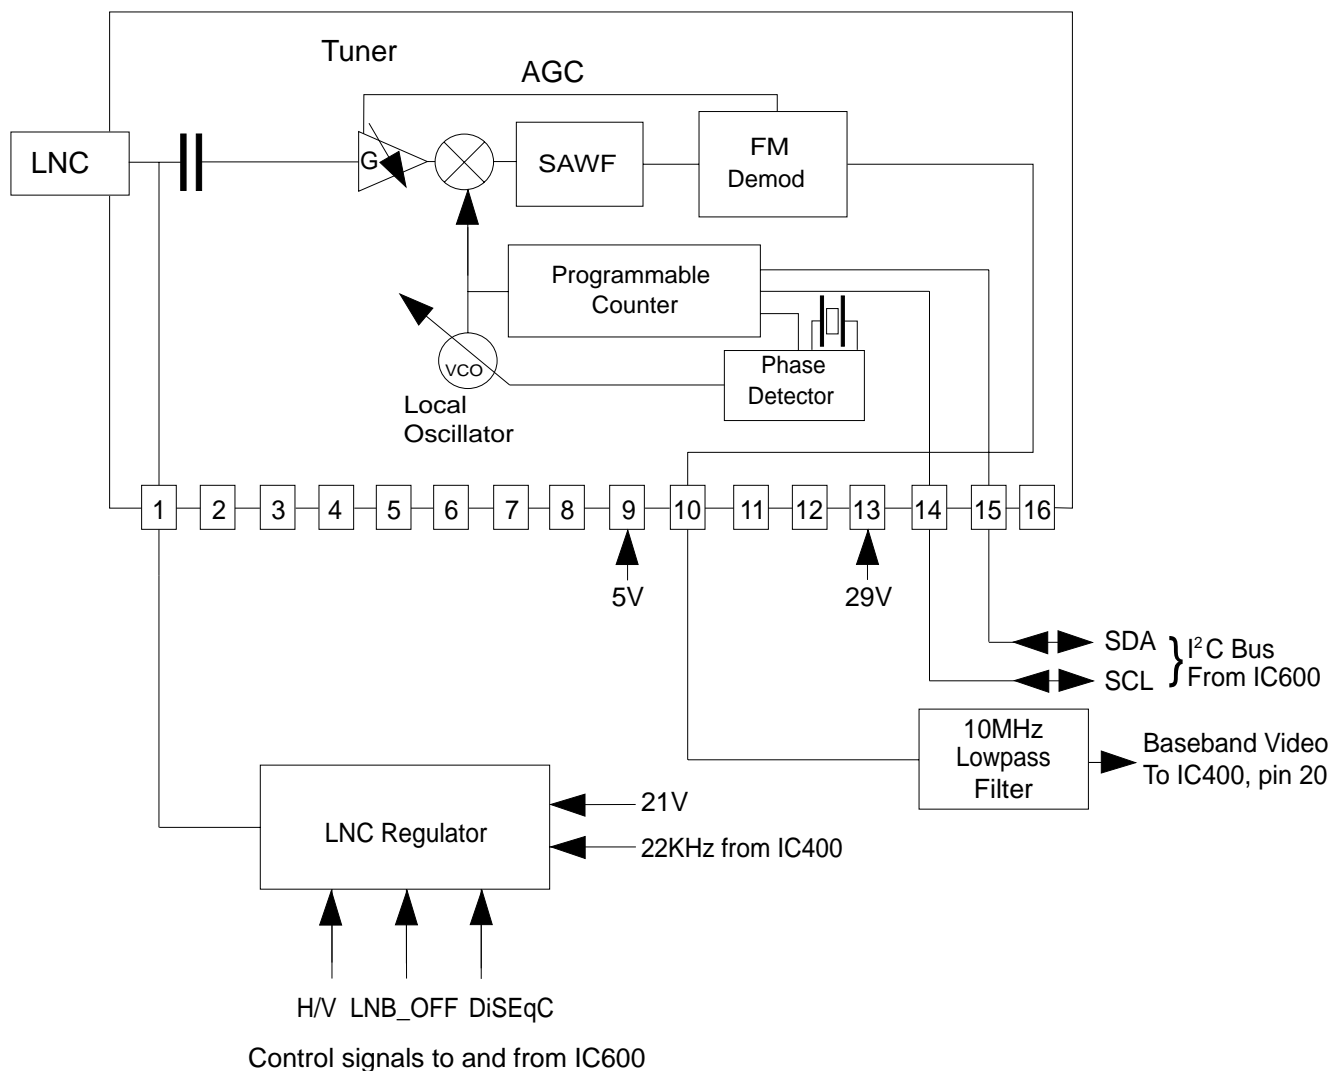 Tuner
AGC
LNC
G
SAWF
FM
Demod
Programmable
Counter
VCO
Phase
Detector
Local
Oscillator
1 2 3 4 5 6 7 8 9 10 11 12 13 14 15 16
5V
29V
SDA
SCL
} I²C Bus
From IC600
10MHz
Lowpass
Filter
Baseband Video
To IC400, pin 20
LNC Regulator
21V
22KHz from IC400
H/V LNB_OFF DiSEqC
Control signals to and from IC600